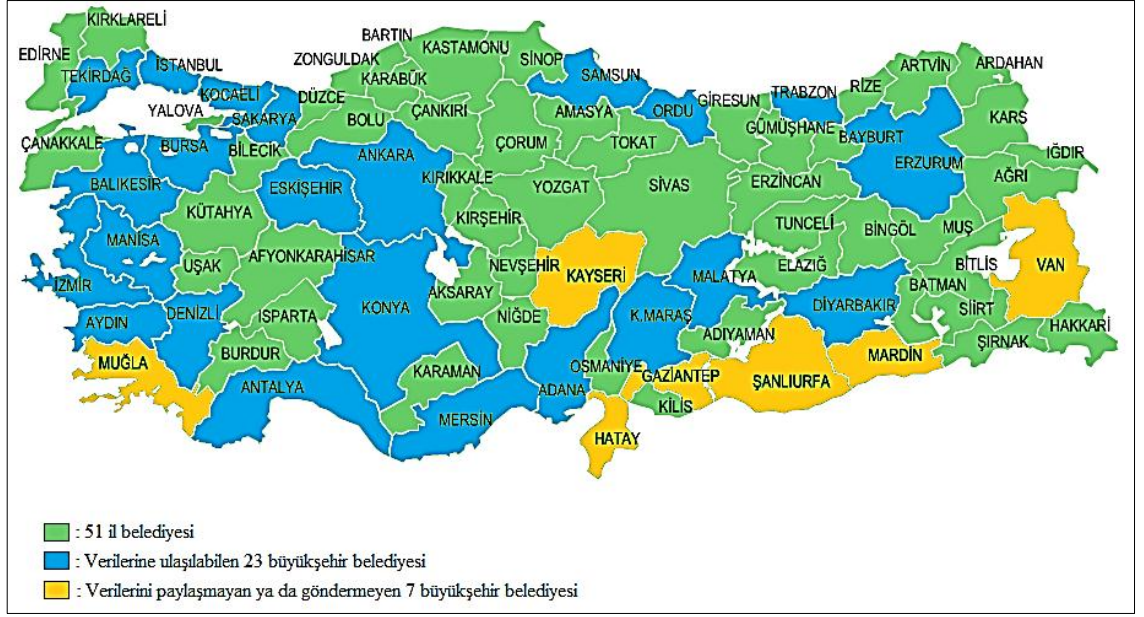 KIRKLARELİ
EDİRNE
TEKİRDAĞ
İSTANBUL
KOCAELİ
YALOVA
SAKARYA
DÜZCE
ZONGULDAK
BARTIN
KARABÜK
KASTAMONU
SİNOP
SAMSUN
ORDU
GİRESUN
TRABZON
RİZE
ARTVİN
ARDAHAN
ÇANAKKALE
BURSA
BİLECİK
BOLU
ÇANKIRI
ÇORUM
AMASYA
TOKAT
GÜMÜŞHANE
BAYBURT
ERZURUM
KARS
IĞDIR
BALIKESİR
ESKİŞEHİR
ANKARA
KIRIKKALE
YOZGAT
SİVAS
ERZİNCAN
AĞRI
KÜTAHYA
KIRŞEHİR
TUNCELİ
BİNGÖL
MUŞ
MANİSA
UŞAK
AFYONKARAHİSAR
NEVŞEHİR
KAYSERİ
MALATYA
ELAZIĞ
BİTLİS
VAN
İZMİR
AYDIN
DENİZLİ
ISPARTA
KONYA
AKSARAY
NİĞDE
K.MARAŞ
ADIYAMAN
DİYARBAKIR
BATMAN
SİİRT
ŞIRNAK
HAKKARİ
MUĞLA
BURDUR
ANTALYA
KARAMAN
MERSİN
ADANA
OSMANİYE
GAZİANTEP
KİLİS
HATAY
ŞANLIURFA
MARDİN
: 51 il belediyesi
: Verilerine ulaşılabilen 23 büyükşehir belediyesi
: Verilerini paylaşmayan ya da göndermeyen 7 büyükşehir belediyesi